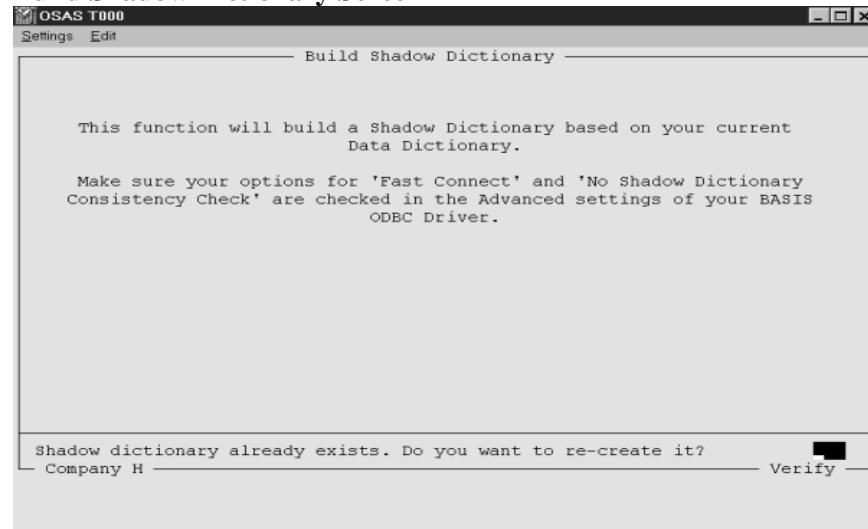 OSAS T000
Settings Edit
Build Shadow Dictionary
This function will build a Shadow Dictionary based on your current
Data Dictionary.
Make sure your options for 'Fast Connect' and 'No Shadow Dictionary
Consistency Check' are checked in the Advanced settings of your BASIS
ODBC Driver.
Shadow dictionary already exists. Do you want to re-create it?
Company H Verify